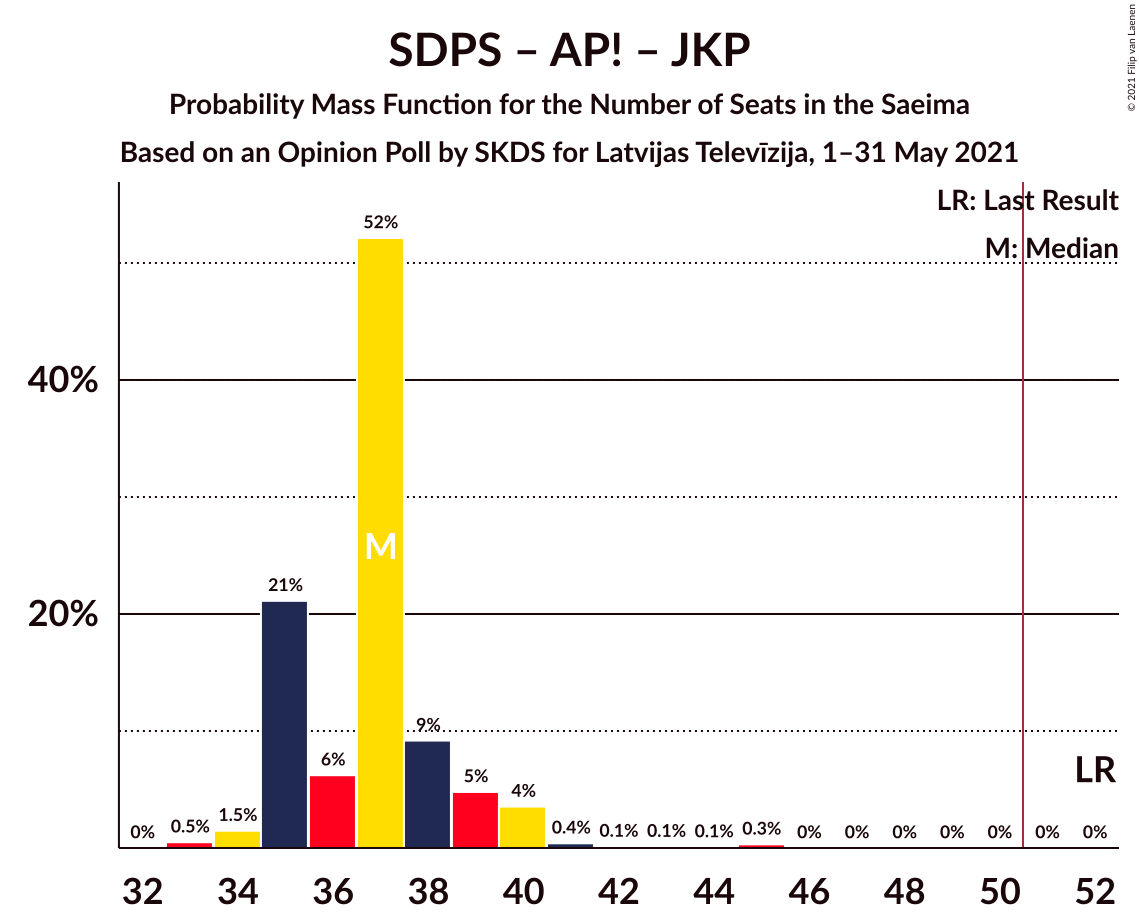 SDPS – AP! – JKP
Probability Mass Function for the Number of Seats in the Saeima
Based on an Opinion Poll by SKDS for Latvijas Televīzija, 1–31 May 2021
© 2021 Filip van Laenen
LR: Last Result
M: Median
40%
20%
0%
0.5%
1.5%
21%
6%
52%
M
9%
5%
4%
0.4%
0.1%
0.1%
0.1%
0.3%
0%
0%
0%
0%
0%
0%
0%
LR
32 34 36 38 40 42 44 46 48 50 52